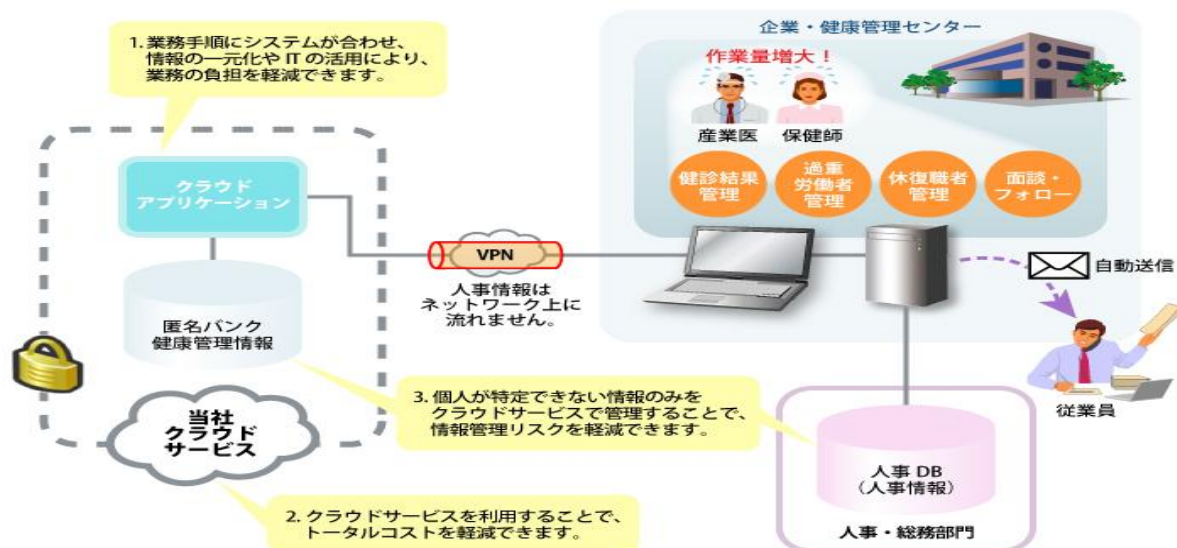 1. 業務手順にシステムが合わせ、
情報の一元化や IT の活用により、
業務の負担を軽減できます。
企業・健康管理センター
作業量増大！
産業医
保健師
健診結果
管理
過重
労働者
管理
休復職者
管理
面談・
フォロー
クラウド
アプリケーション
VPN
人事情報は
ネットワーク上に
流れません。
自動送信
従業員
匿名バンク
健康管理情報
当社
クラウド
サービス
3. 個人が特定できない情報のみを
クラウドサービスで管理することで、
情報管理リスクを軽減できます。
人事 DB
（人事情報）
人事・総務部門
2. クラウドサービスを利用することで、
トータルコストを軽減できます。